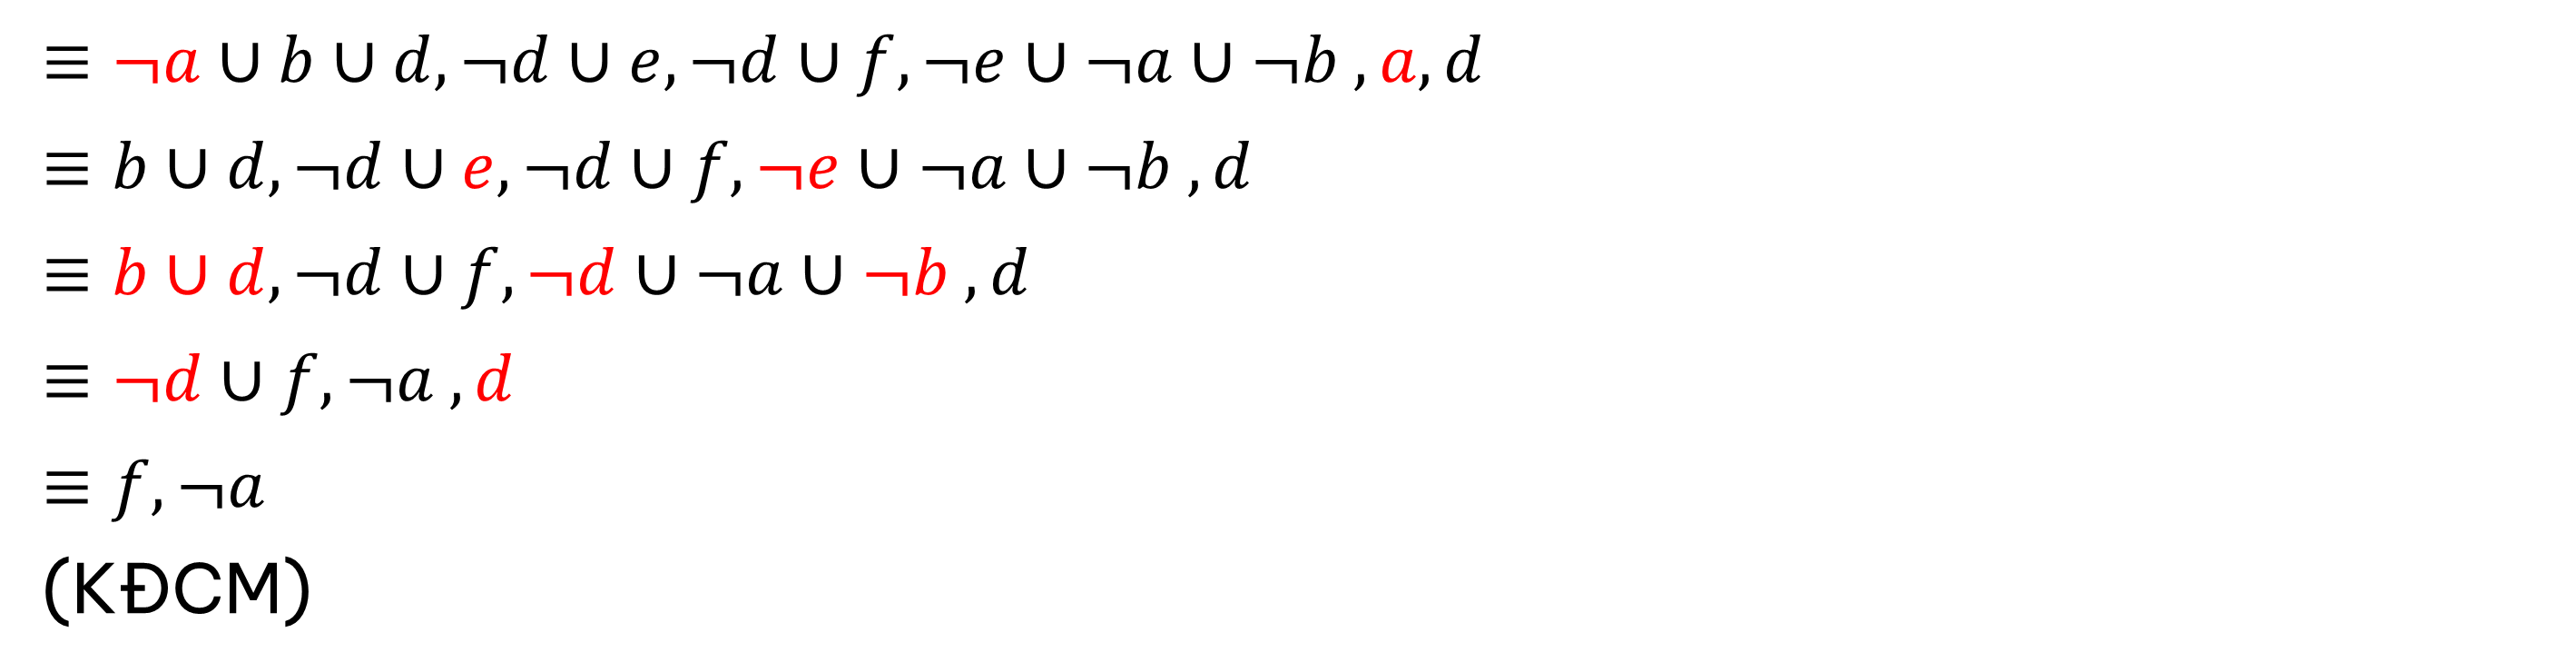 ≡ ¬a ∪ b ∪ d, ¬d ∪ e, ¬d ∪ f, ¬e ∪ ¬a ∪ ¬b , a, d
≡ b ∪ d, ¬d ∪ e, ¬d ∪ f, ¬e ∪ ¬a ∪ ¬b , d
≡ b ∪ d, ¬d ∪ f, ¬d ∪ ¬a ∪ ¬b , d
≡ ¬d ∪ f, ¬a , d
≡ f, ¬a
(KĐCM)